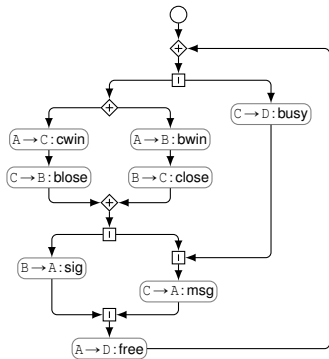 C→D:busy
A→C:cwin
A→B:bwin
C→B:blose
B→C:close
B→A:sig
C→A:msg
A→D:free